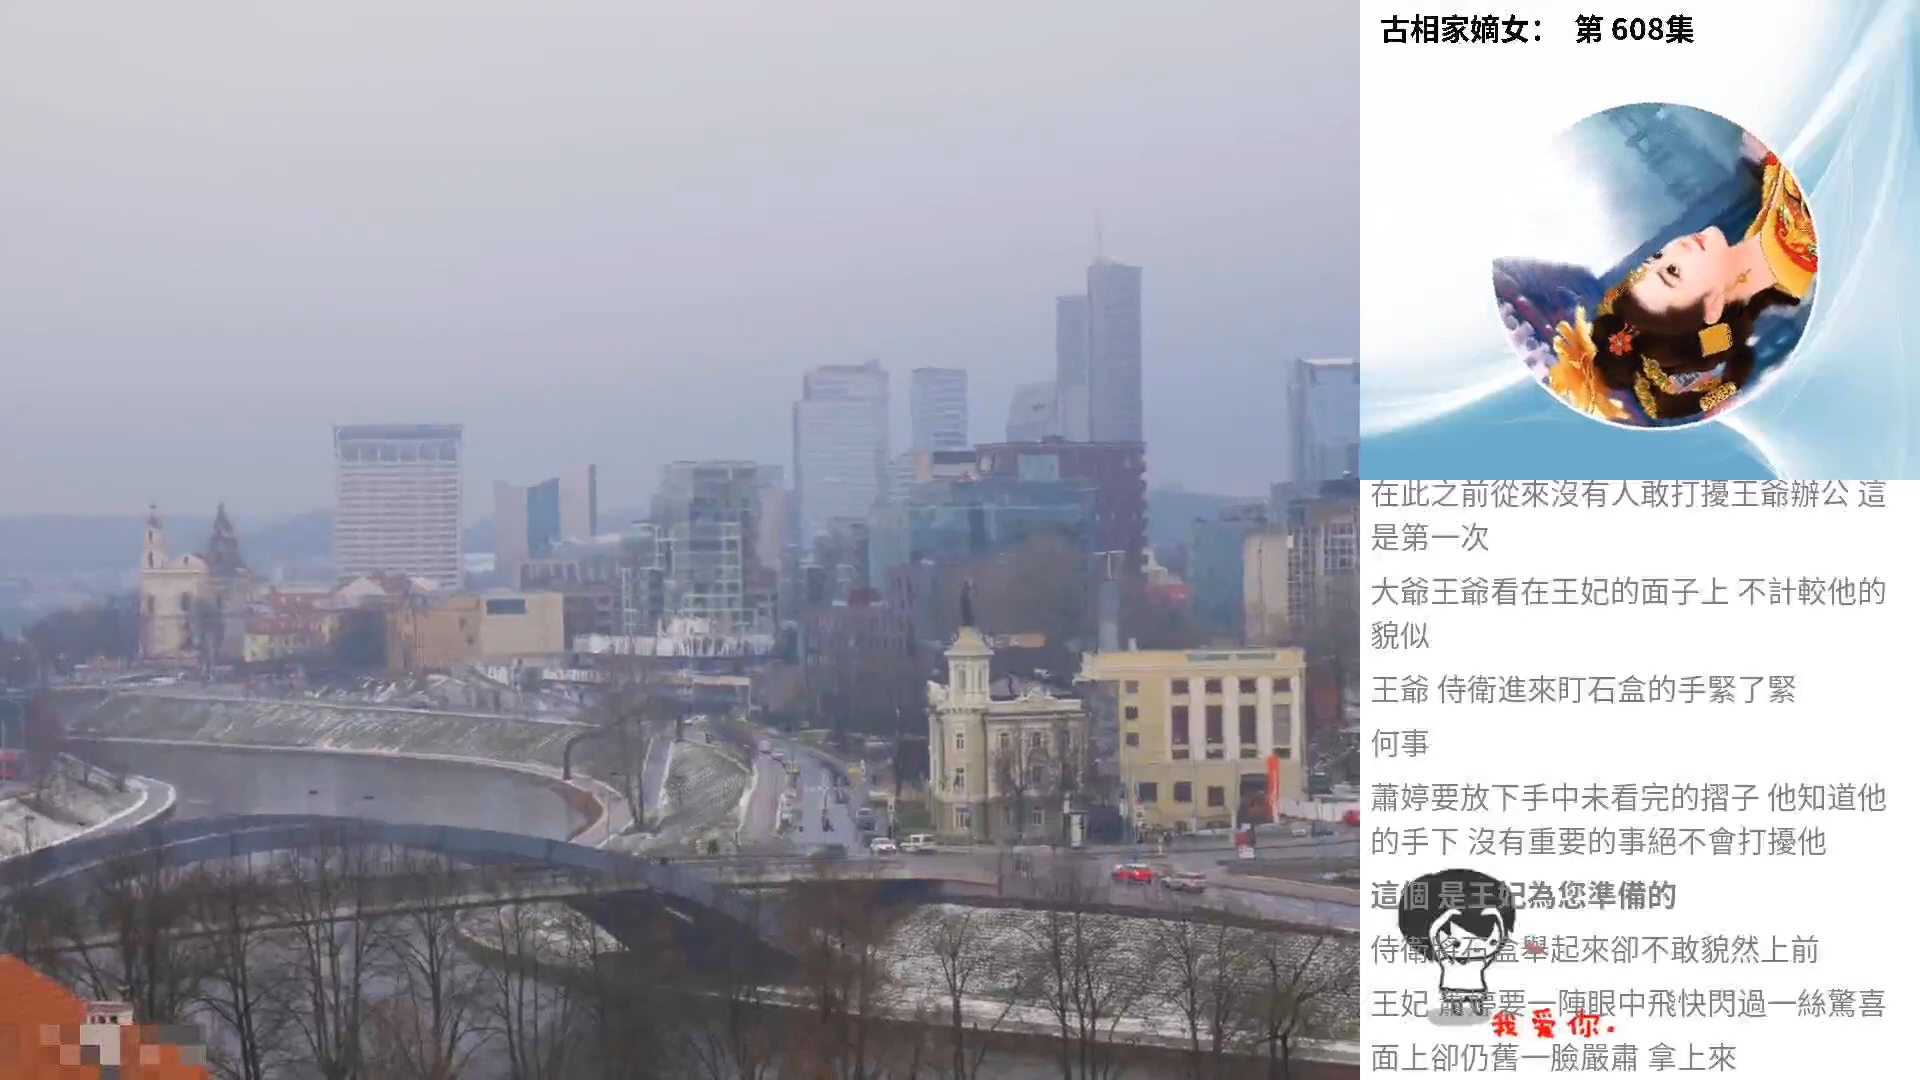 古相家嫡女： 第 608集
在此之前從來沒有人敢打擾王爺辦公 這
是第一次
大爺王爺看在王妃的面子上 不計較他的
貌似
王爺 侍衛進來盯石盒的手緊了緊
何事
蕭婷要放下手中未看完的摺子 他知道他
的手下 沒有重要的事絕不會打擾他
這個 是王妃為您準備的
侍衛將石盒舉起來卻不敢貌然上前
王妃 蕭婷要一陣眼中飛快閃過一絲驚喜
我爱你.
面上卻仍舊一臉嚴肅 拿上來